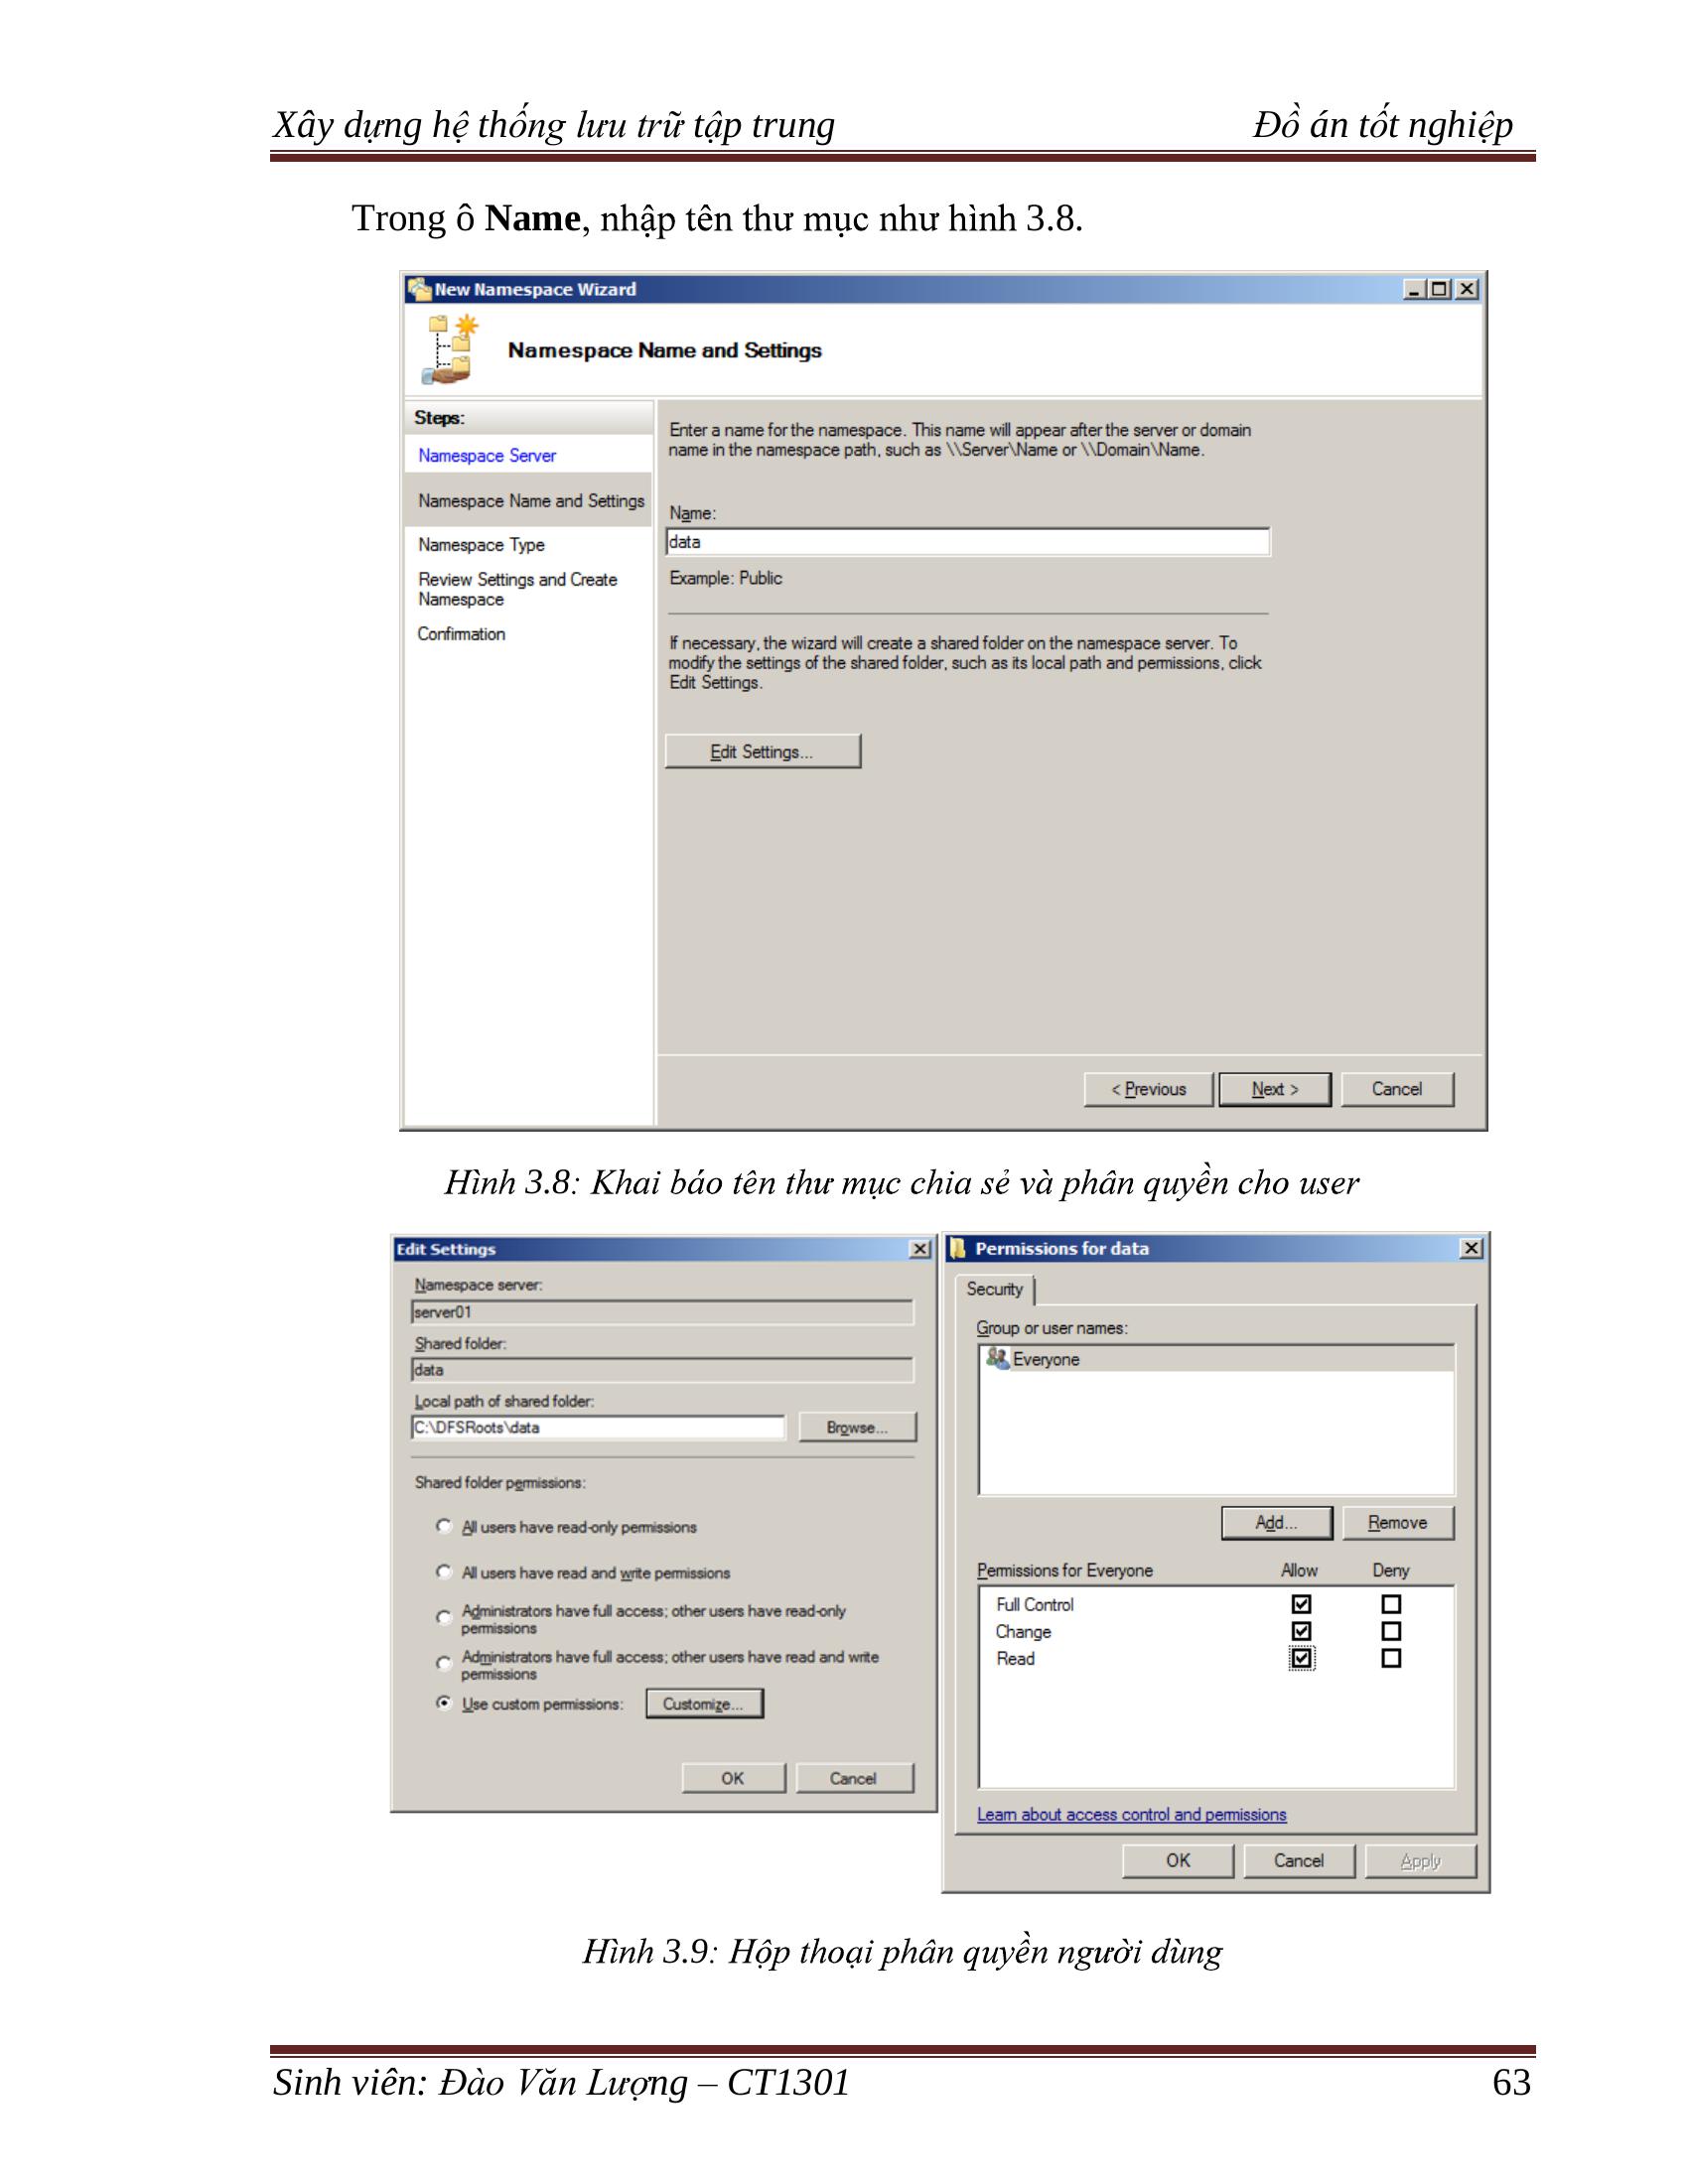 Xây dựng hệ thống lưu trữ tập trung Đồ án tốt nghiệp
Trong ô Name, nhập tên thư mục như hình 3.8.
New Namespace Wizard
Namespace Name and Settings
Steps:
Namespace Server
Namespace Name and Settings
Namespace Type
Review Settings and Create
Namespace
Confirmation
Enter a name for the namespace. This name will appear after the server or domain
name in the namespace path, such as \\Server\Name or \\Domain\Name.
Name:
data
Example: Public
If necessary, the wizard will create a shared folder on the namespace server. To
modify the settings of the shared folder, such as its local path and permissions, click
Edit Settings.
Edit Settings...
< Previous Next > Cancel
Hình 3.8: Khai báo tên thư mục chia sẻ và phân quyền cho user
Edit Settings
Namespace server:
server01
Shared folder:
data
Local path of shared folder:
C:\DFSRoots\data Browse...
Shared folder permissions:
All users have read-only permissions
All users have read and write permissions
Administrators have full access; other users have read-only
permissions
Administrators have full access; other users have read and write
permissions
Use custom permissions: Customize...
OK Cancel
Permissions for data
Security
Group or user names:
Everyone
Add... Remove
Permissions for Everyone Allow Deny
Full Control
Change
Read
Learn about access control and permissions
OK Cancel Apply
Hình 3.9: Hộp thoại phân quyền người dùng
Sinh viên: Đào Văn Lượng – CT1301 63